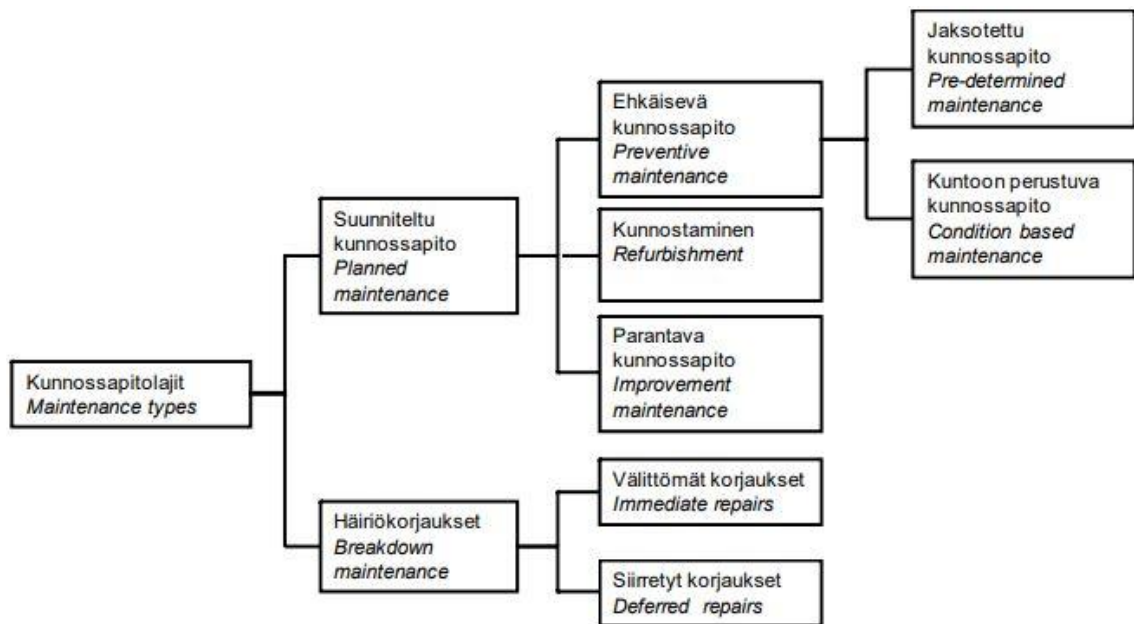 Kunnossapitolajit
Maintenance types
Suunniteltu
kunnossapito
Planned
maintenance
Ehkäisevä
kunnossapito
Preventive
maintenance
Jaksotettu
kunnossapito
Pre-determined
maintenance
Kuntoon perustuva
kunnossapito
Condition based
maintenance
Kunnostaminen
Refurbishment
Parantava
kunnossapito
Improvement
maintenance
Häiriökorjaukset
Breakdown
maintenance
Välittömät korjaukset
Immediate repairs
Siirretyt korjaukset
Deferred repairs